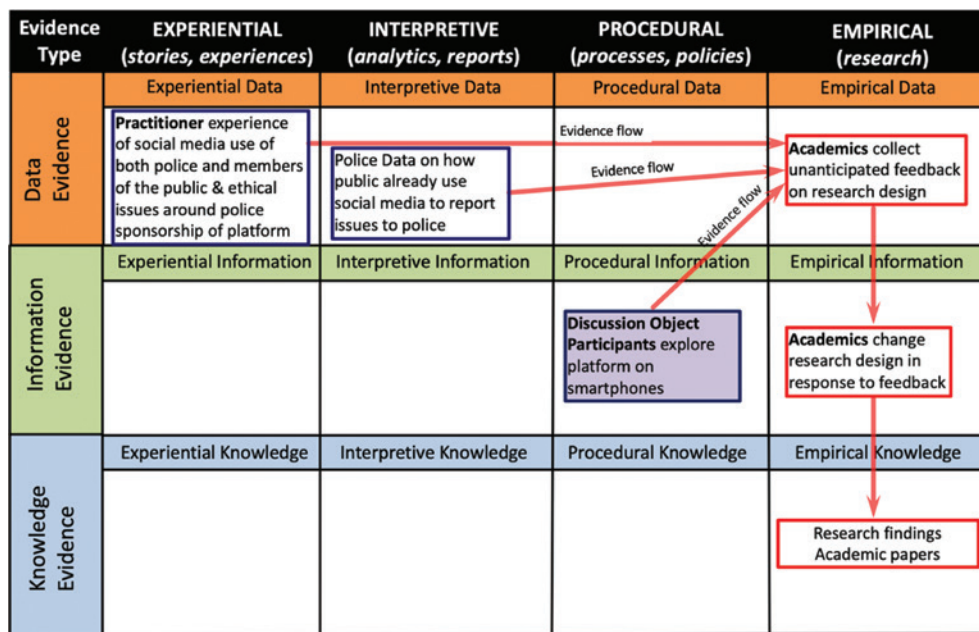 Evidence
Type
EXPERIENTIAL
(stories, experiences)
INTERPRETIVE
(analytics, reports)
PROCEDURAL
(processes, policies)
EMPIRICAL
(research)
Data
Evidence
Experiential Data
Interpretive Data
Procedural Data
Empirical Data
Practitioner experience
of social media use of
both police and members
of the public & ethical
issues around police
sponsorship of platform
Police Data on how
public already use
social media to report
issues to police
Evidence flow
Evidence flow
Evidence flow
Academics collect
unanticipated feedback
on research design
Information
Evidence
Experiential Information
Interpretive Information
Procedural Information
Empirical Information
Discussion Object
Participants explore
platform on
smartphones
Academics change
research design in
response to feedback
Knowledge
Evidence
Experiential Knowledge
Interpretive Knowledge
Procedural Knowledge
Empirical Knowledge
Research findings
Academic papers